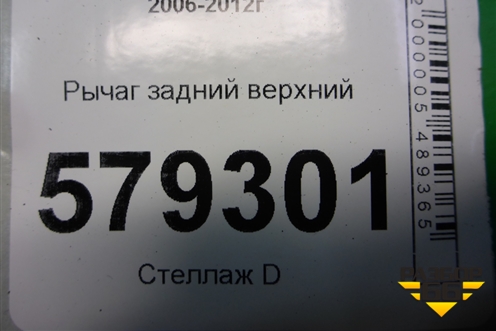 2006-2012г
Рычаг задний верхний
579301
Стеллаж D
2000005489365